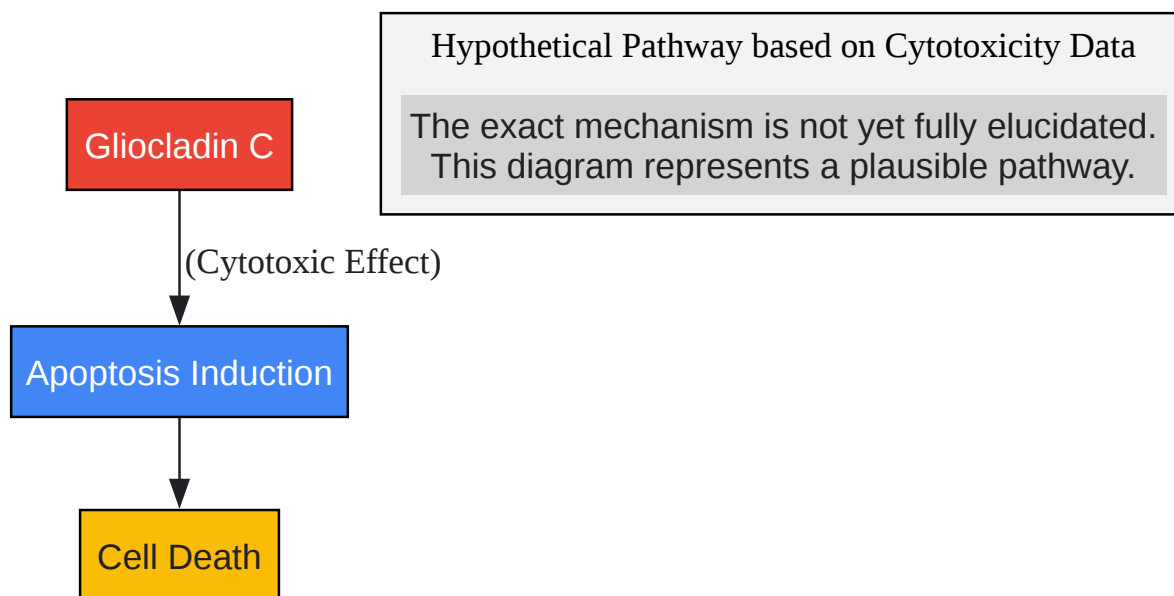 Hypothetical Pathway based on Cytotoxicity Data
The exact mechanism is not yet fully elucidated.
This diagram represents a plausible pathway.
Gliocladin C
(Cytotoxic Effect)
Apoptosis Induction
Cell Death